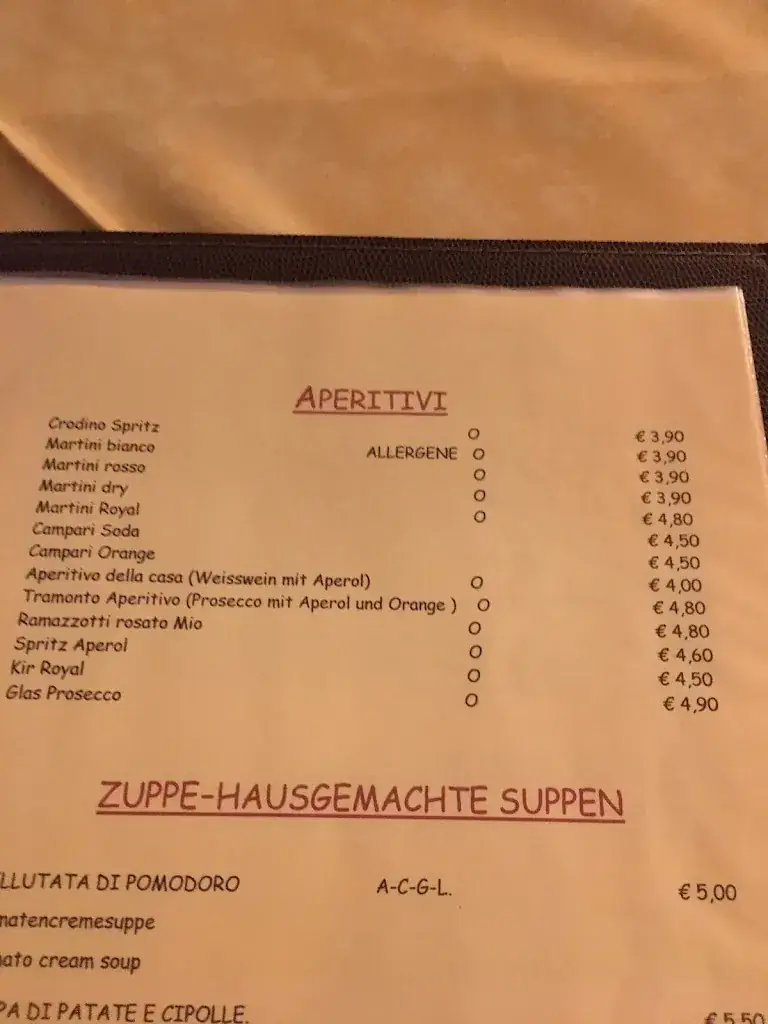 APERITIVI
Crodino Spritz O € 3,90
Martini bianco ALLERGENE O € 3,90
Martini rosso O € 3,90
Martini dry O € 3,90
Martini Royal O € 4,80
Campari Soda € 4,50
Campari Orange € 4,50
Aperitivo della casa (Weisswein mit Aperol) O € 4,00
Tramonto Aperitivo (Prosecco mit Aperol und Orange ) O € 4,80
Ramazzotti rosato Mio O € 4,80
Spritz Aperol O € 4,60
Kir Royal O € 4,50
Glas Prosecco O € 4,90
ZUPPE-HAUSGEMACHTE SUPPEN
LLUTATA DI POMODORO A-C-G-L. € 5,00
matencremesuppe
ato cream soup
PA DI PATATE E CIPOLLE. € 5,50